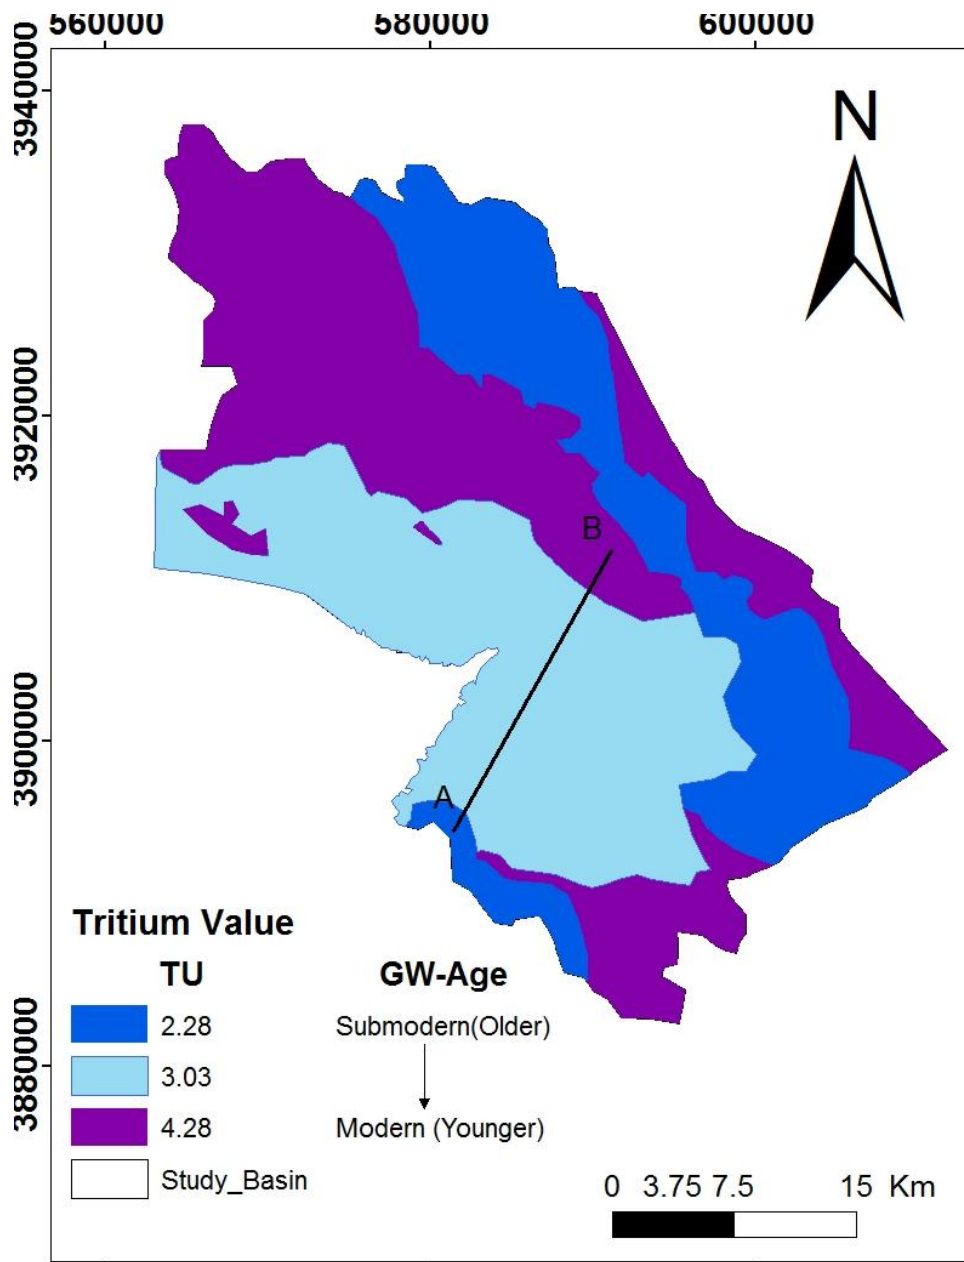 560000 580000 600000
3940000
3920000
3900000
3880000
N
B
A
Tritium Value
TU GW-Age
2.28 Submodern(Older)
3.03
4.28 Modern (Younger)
Study_Basin
0 3.75 7.5 15 Km